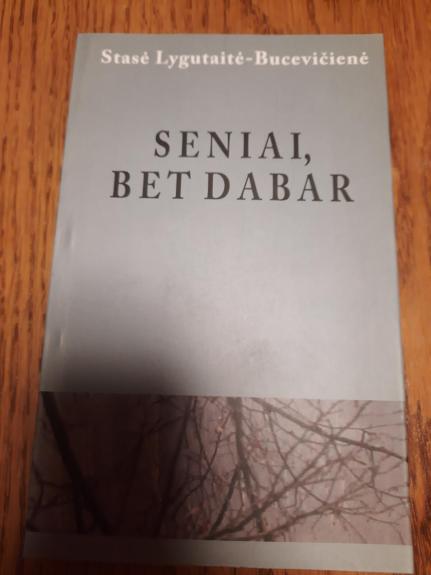 Stasė Lygutaitė-Bucevičienė
SENIAI,
BET DABAR